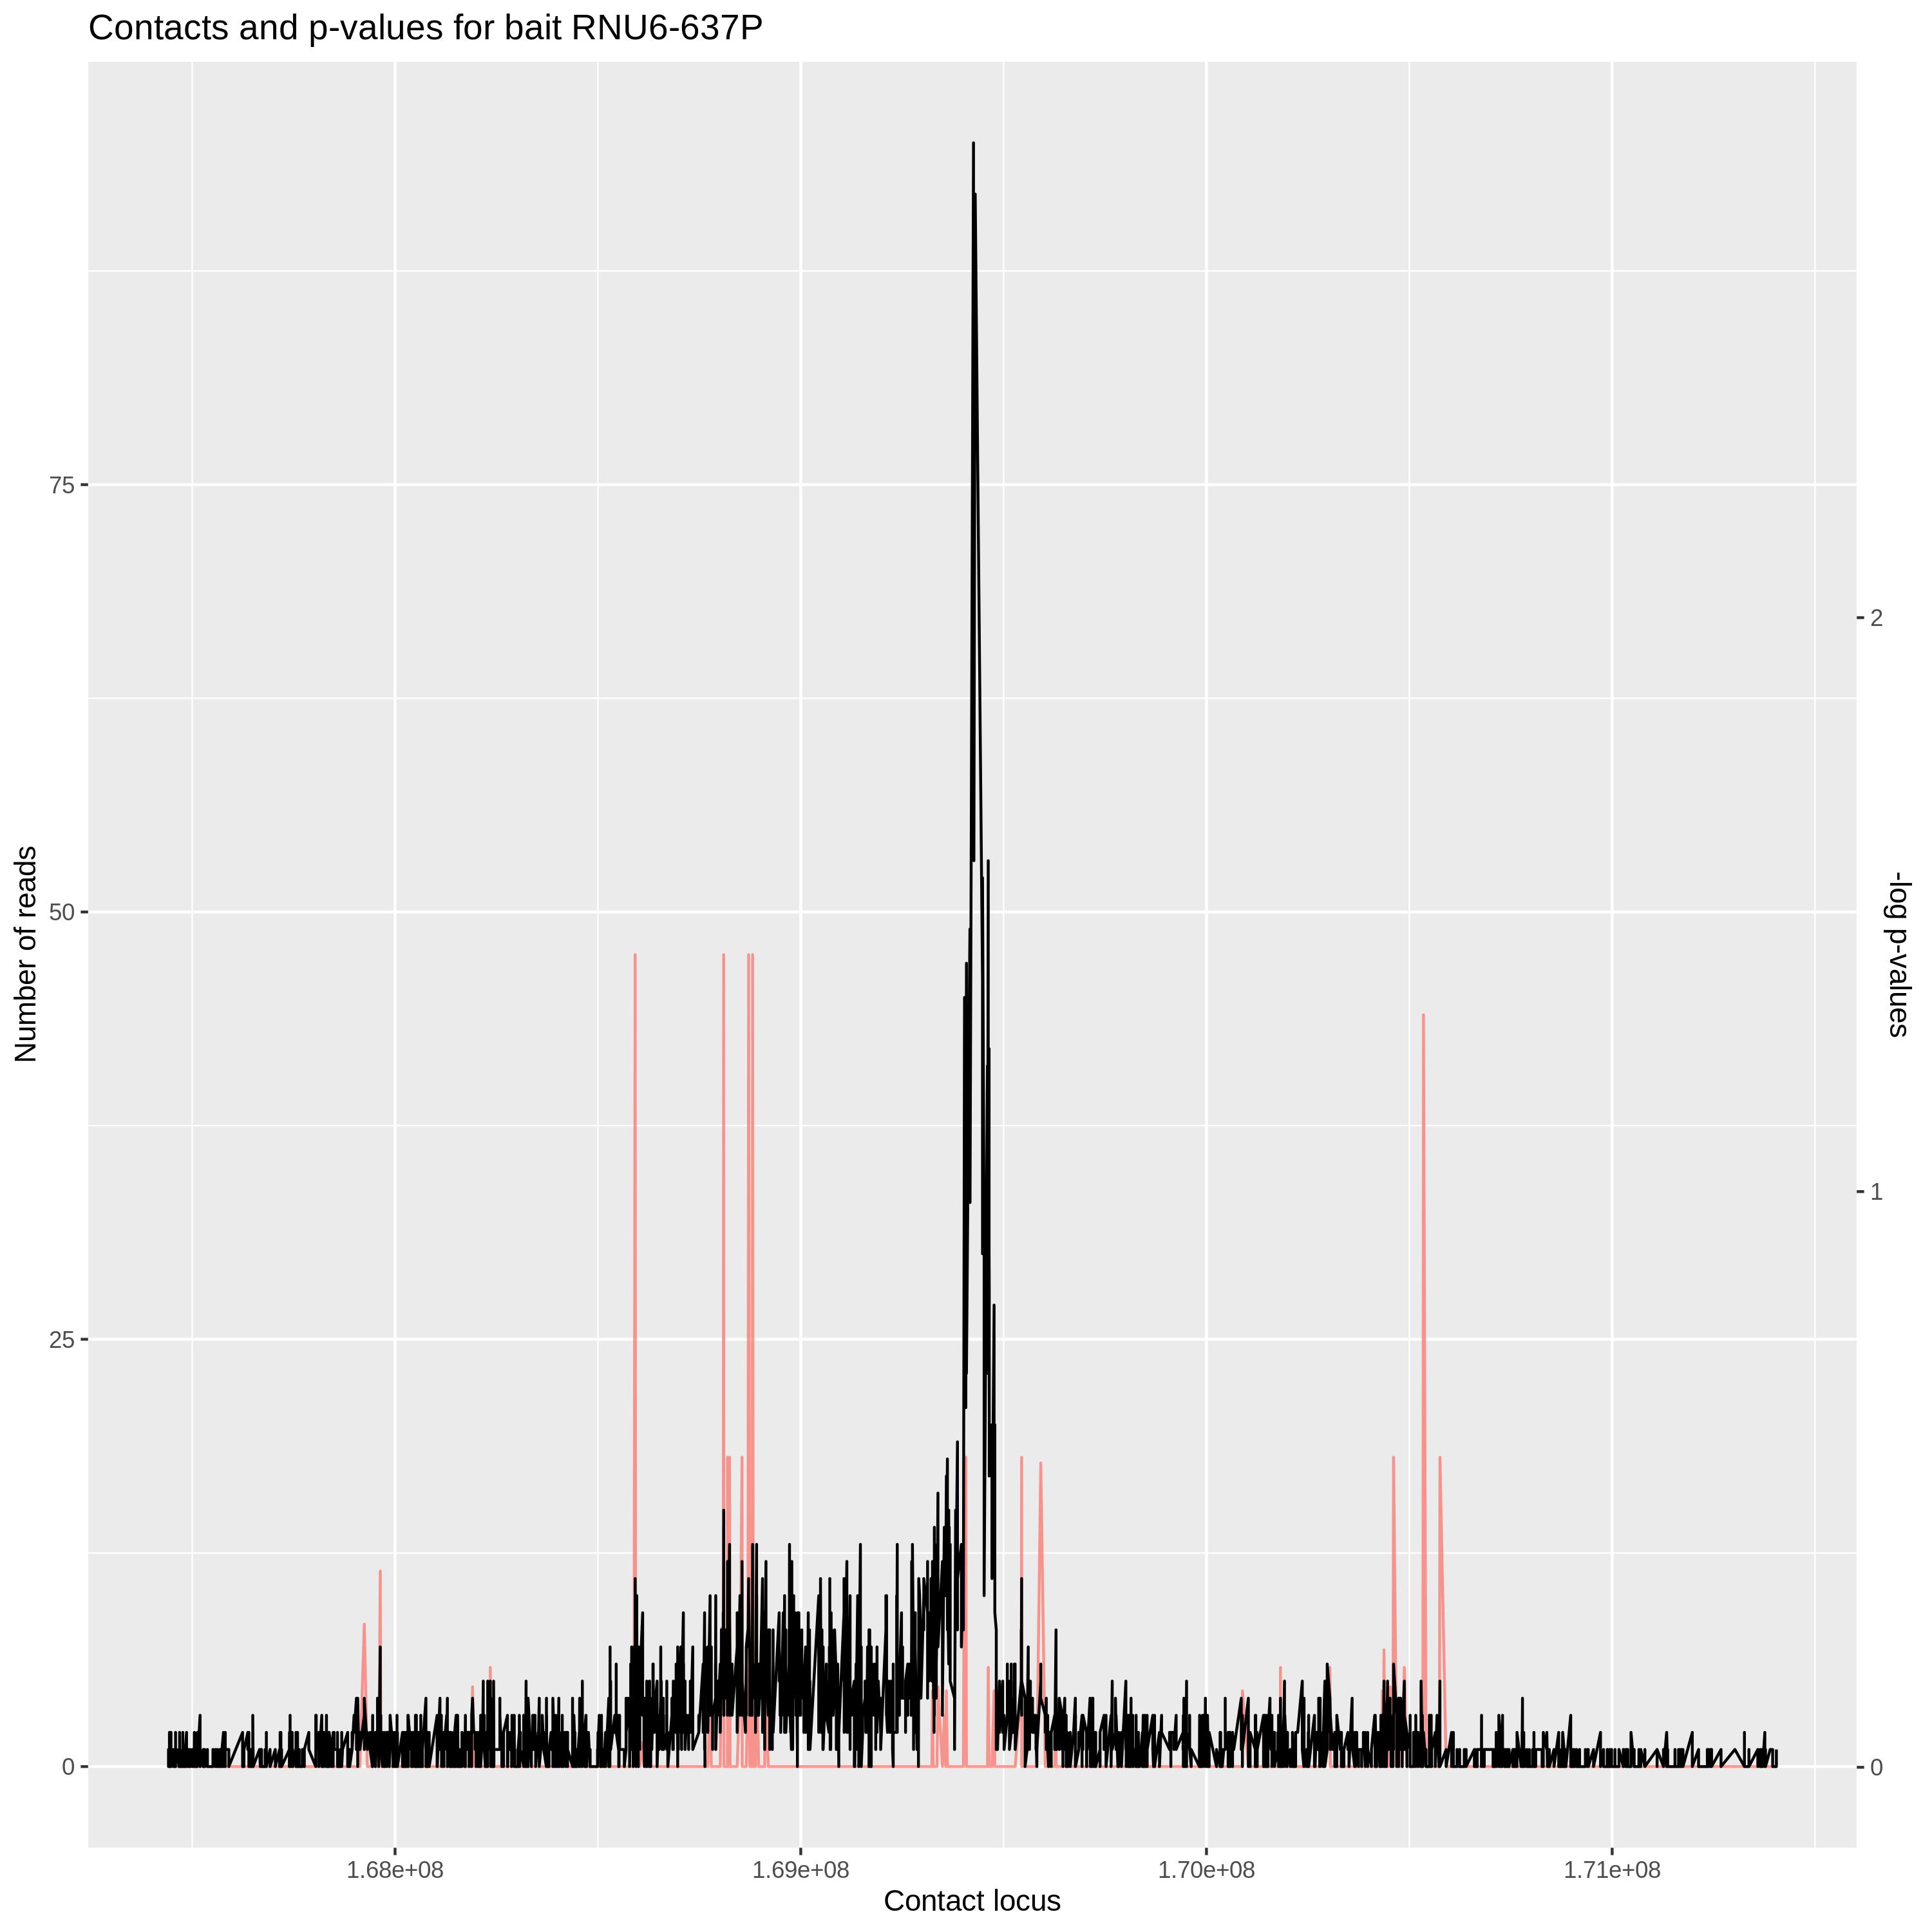 Contacts and p-values for bait RNU6-637P
75
50
25
0
Number of reads
2
1
0
-log p-values
1.68e+08
1.69e+08
1.70e+08
1.71e+08
Contact locus